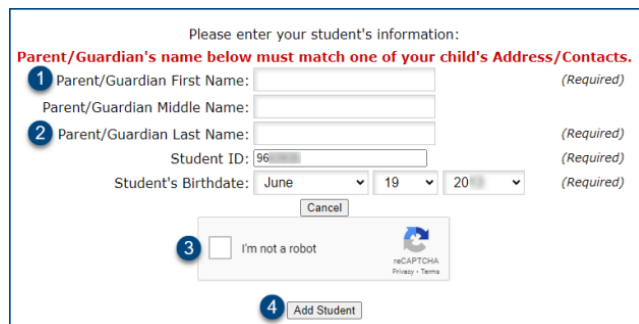 Please enter your student's information:
Parent/Guardian's name below must match one of your child's Address/Contacts.
1 Parent/Guardian First Name: (Required)
Parent/Guardian Middle Name:
2 Parent/Guardian Last Name: (Required)
Student ID: 96 (Required)
Student's Birthdate: June 19 20 (Required)
Cancel
3 I'm not a robot
reCAPTCHA
Privacy - Terms
4 Add Student